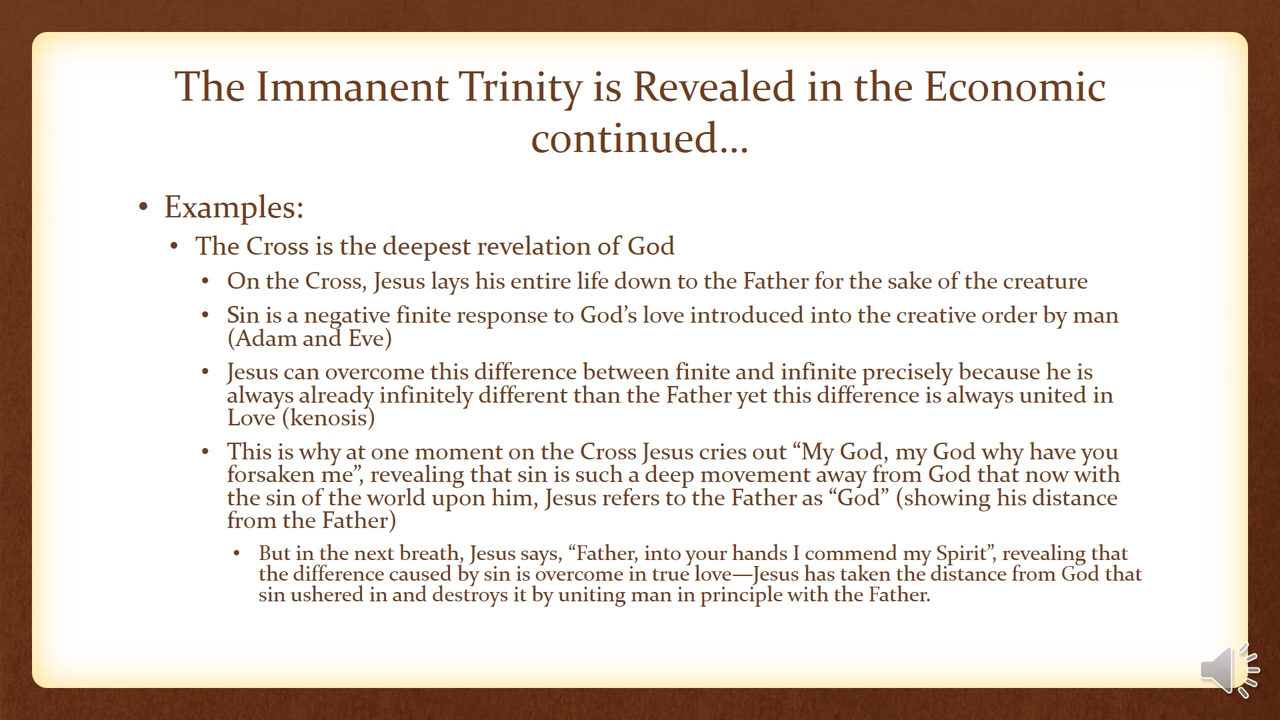 The Immanent Trinity is Revealed in the Economic
continued…
• Examples:
• The Cross is the deepest revelation of God
• On the Cross, Jesus lays his entire life down to the Father for the sake of the creature
• Sin is a negative finite response to God’s love introduced into the creative order by man
(Adam and Eve)
• Jesus can overcome this difference between finite and infinite precisely because he is
always already infinitely different than the Father yet this difference is always united in
Love (kenosis)
• This is why at one moment on the Cross Jesus cries out “My God, my God why have you
forsaken me”, revealing that sin is such a deep movement away from God that now with
the sin of the world upon him, Jesus refers to the Father as “God” (showing his distance
from the Father)
• But in the next breath, Jesus says, “Father, into your hands I commend my Spirit”, revealing that
the difference caused by sin is overcome in true love—Jesus has taken the distance from God that
sin ushered in and destroys it by uniting man in principle with the Father.